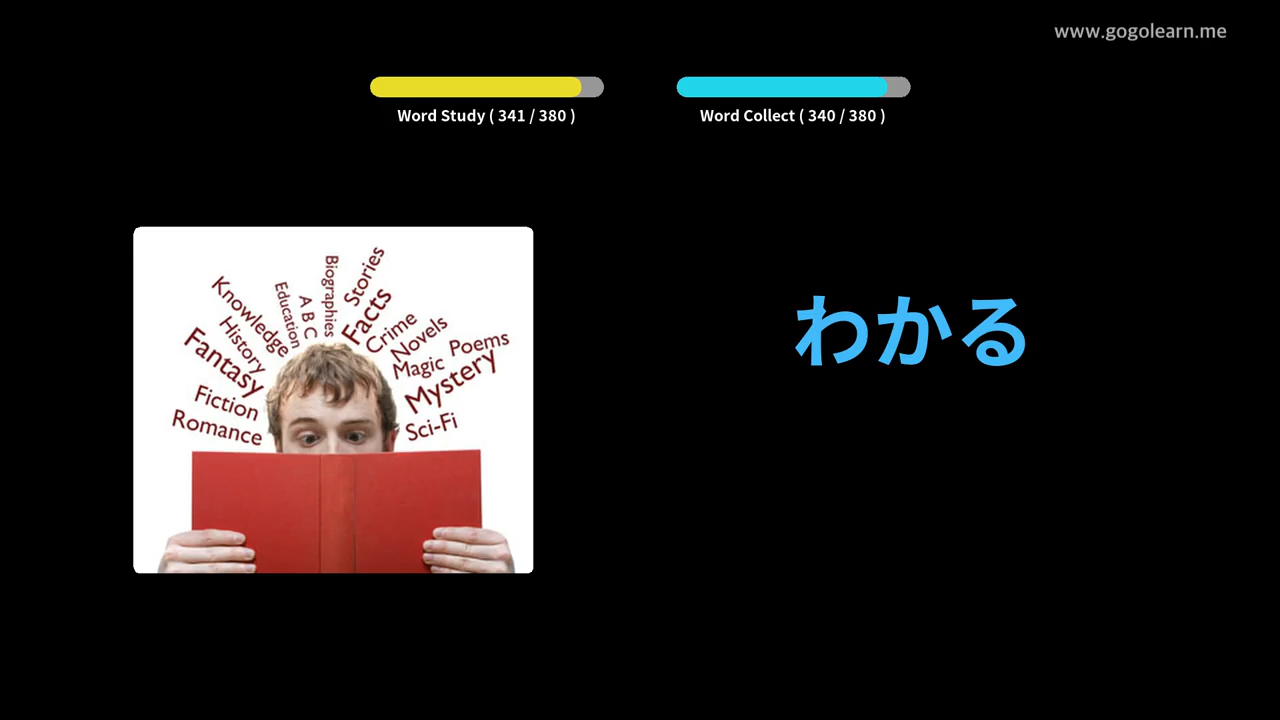 www.gogolearn.me
Word Study ( 341 / 380 )
Word Collect ( 340 / 380 )
Biographies
Stories
Education
A B C
Facts
Knowledge
Crime
History
Novels
Fantasy
Magic
Poems
Mystery
Fiction
Romance
Sci-Fi
わかる